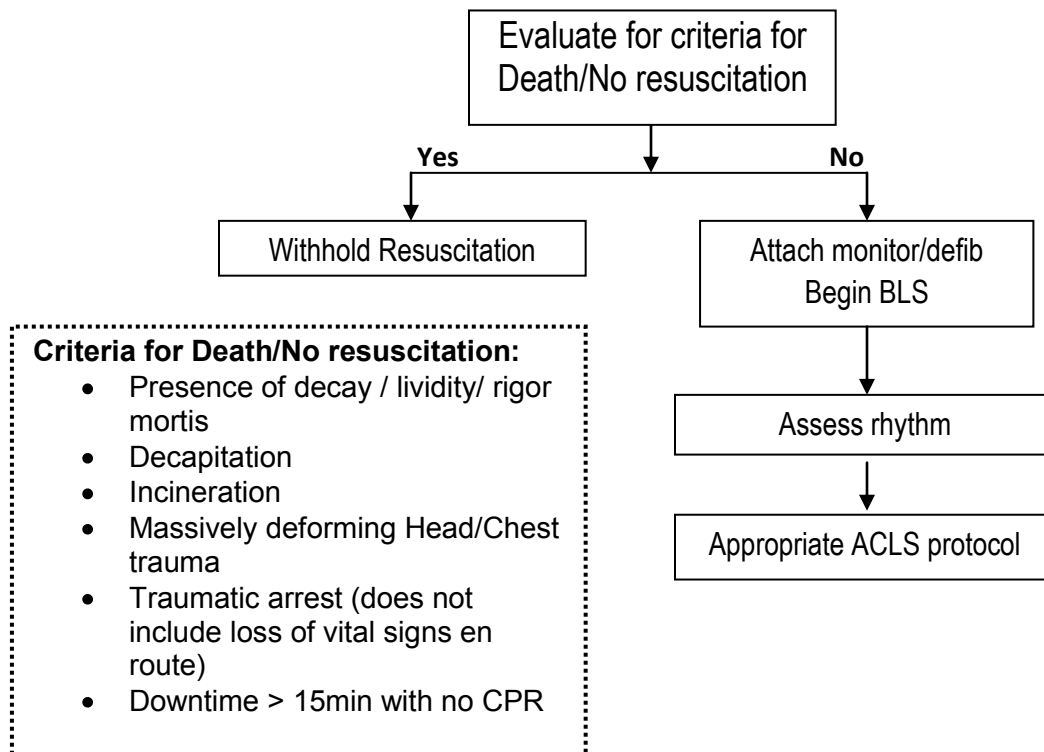 Evaluate for criteria for
Death/No resuscitation
Yes
No
Withhold Resuscitation
Attach monitor/defib
Begin BLS
Assess rhythm
Appropriate ACLS protocol
Criteria for Death/No resuscitation:
• Presence of decay / lividity/ rigor
mortis
• Decapitation
• Incineration
• Massively deforming Head/Chest
trauma
• Traumatic arrest (does not
include loss of vital signs en
route)
• Downtime > 15min with no CPR